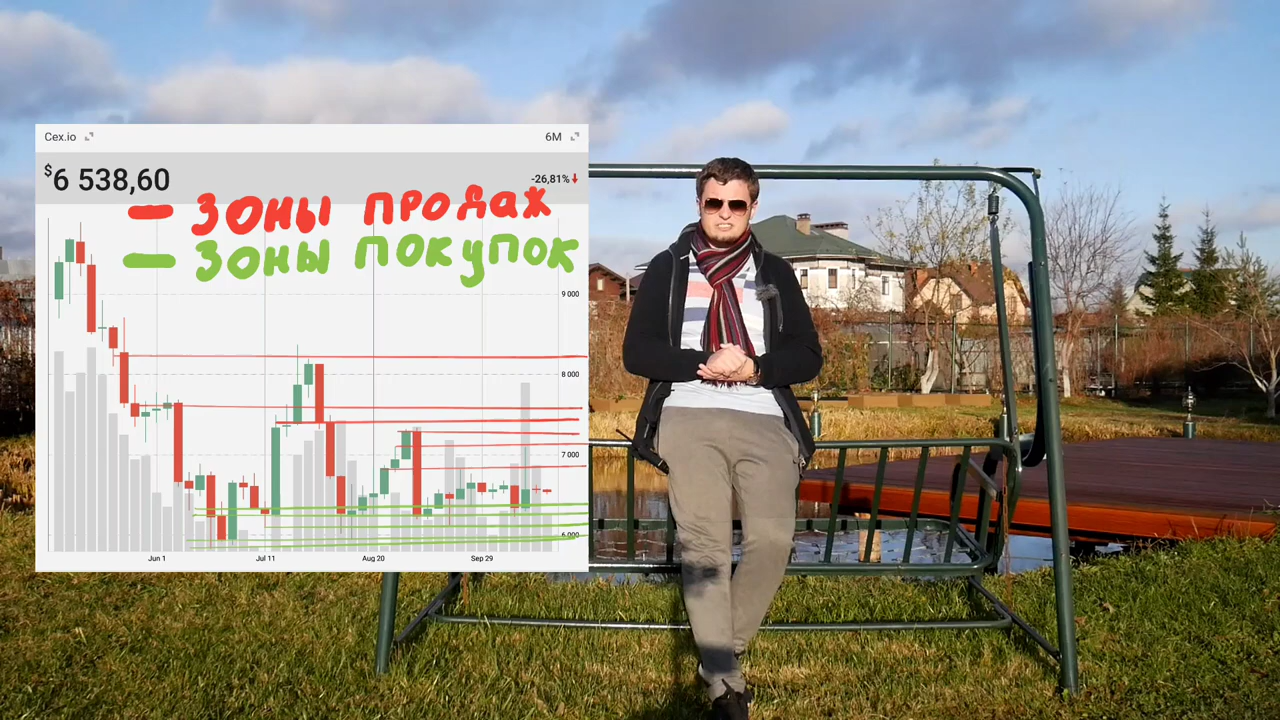 Cex.io 6M
$6 538,60 -26,81%
ЗОНЫ ПРОДАЖ
ЗОНЫ ПОКУПОК
9 000
8 000
7 000
6 000
Jun 1 Jul 11 Aug 20 Sep 29